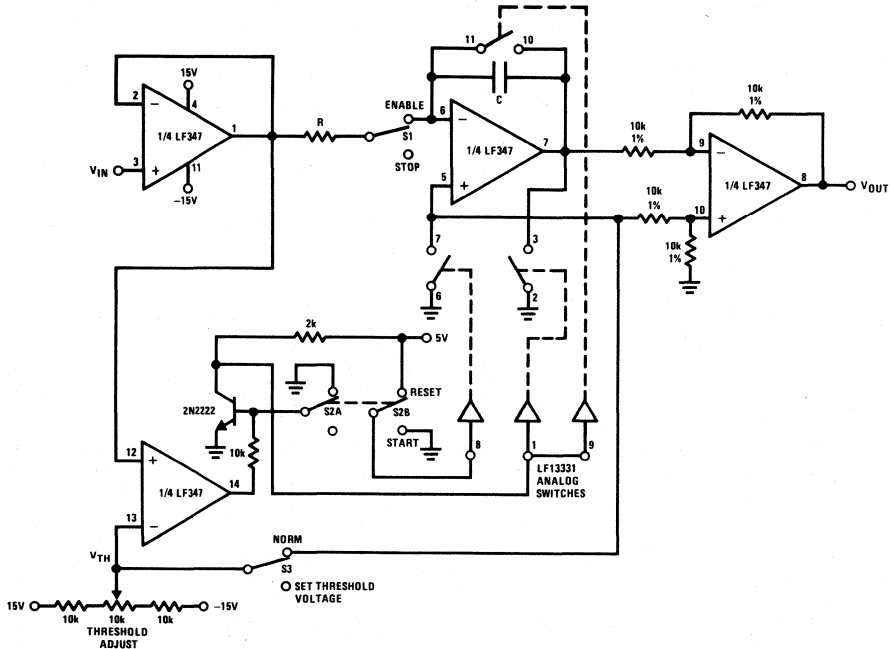 11
10
C
15V
2
4
1/4 LF347
1
3
V_IN
11
-15V
R
ENABLE
S1
STOP
6
1/4 LF347
7
5
10k
1%
10k
1%
9
1/4 LF347
8
V_OUT
10k
1%
10
10k
1%
7
6
3
2
2k
5V
RESET
2N2222
S2A
S2B
START
8
1
9
LF13331
ANALOG
SWITCHES
10k
12
1/4 LF347
14
13
V_TH
NORM
S3
SET THRESHOLD
VOLTAGE
15V
10k
10k
10k
-15V
THRESHOLD
ADJUST